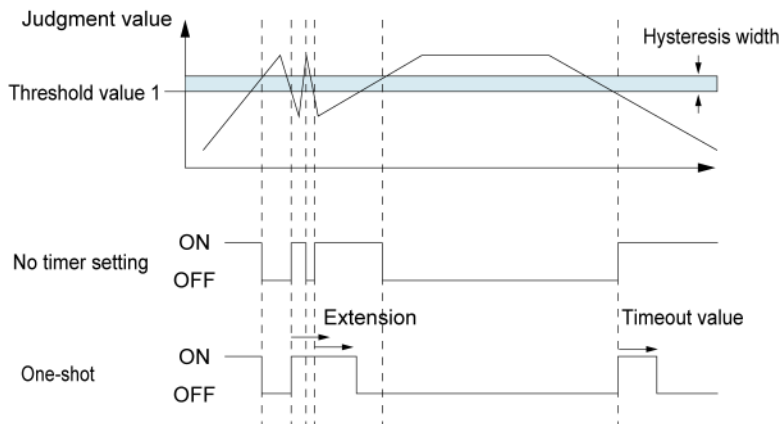 Judgment value
Hysteresis width
Threshold value 1
ON
No timer setting
OFF
Extension
Timeout value
ON
One-shot
OFF